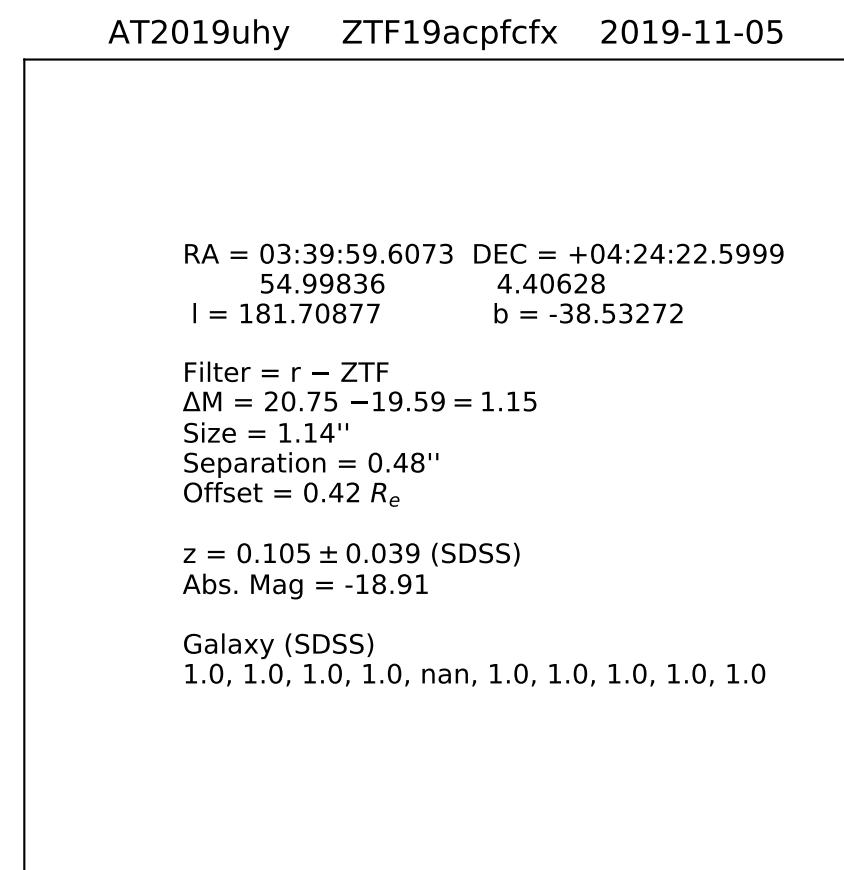 AT2019uhy ZTF19acpfcfx 2019-11-05
RA = 03:39:59.6073 DEC = +04:24:22.5999
54.99836 4.40628
l = 181.70877 b = -38.53272
Filter = r − ZTF
ΔM = 20.75 −19.59 = 1.15
Size = 1.14''
Separation = 0.48''
Offset = 0.42 Rₑ
z = 0.105 ± 0.039 (SDSS)
Abs. Mag = -18.91
Galaxy (SDSS)
1.0, 1.0, 1.0, 1.0, nan, 1.0, 1.0, 1.0, 1.0, 1.0